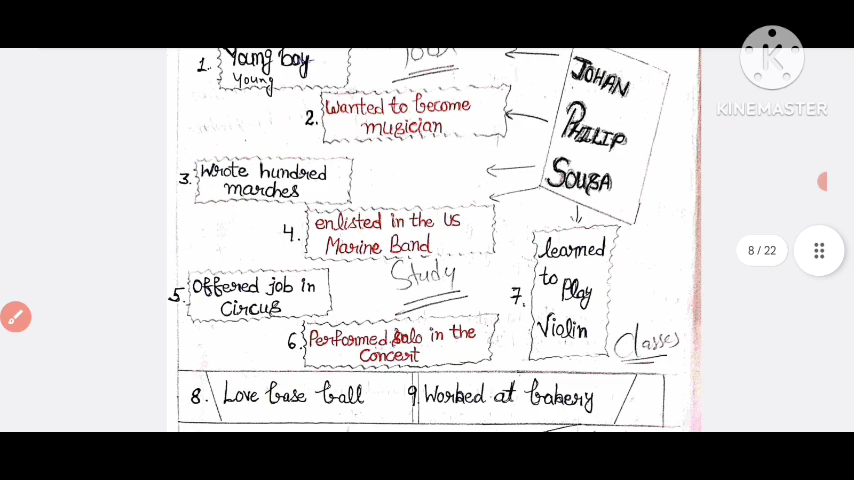 1. Young boy
Young
JOHAN
PHILIP
SOUSA
2. Wanted to become
mugician
3. Wrote hundred
marches
4. enlisted in the US
Marine Band
5. Offered job in
Circus
Study
6. Performed solo in the
Concert
7. learned
to Play
Violin
Classes
8. Love base ball
9 Worked at bakery
KINEMASTER
8 / 22